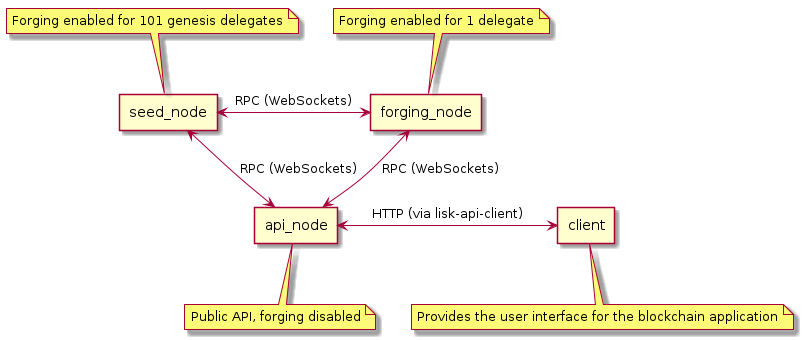 Forging enabled for 101 genesis delegates
Forging enabled for 1 delegate
seed_node
RPC (WebSockets)
forging_node
RPC (WebSockets)
RPC (WebSockets)
api_node
HTTP (via lisk-api-client)
client
Public API, forging disabled
Provides the user interface for the blockchain application